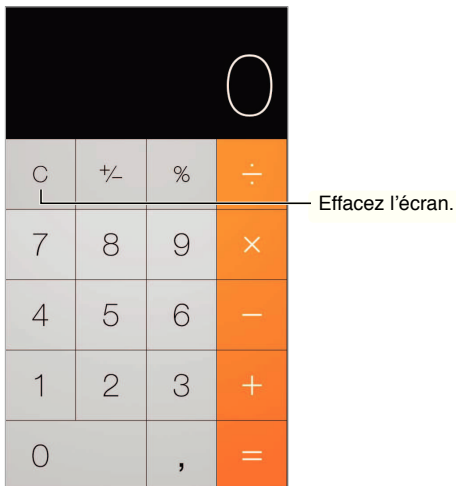 0
C +/− % ÷
Effacez l'écran.
7 8 9 ×
4 5 6 −
1 2 3 +
0 , =